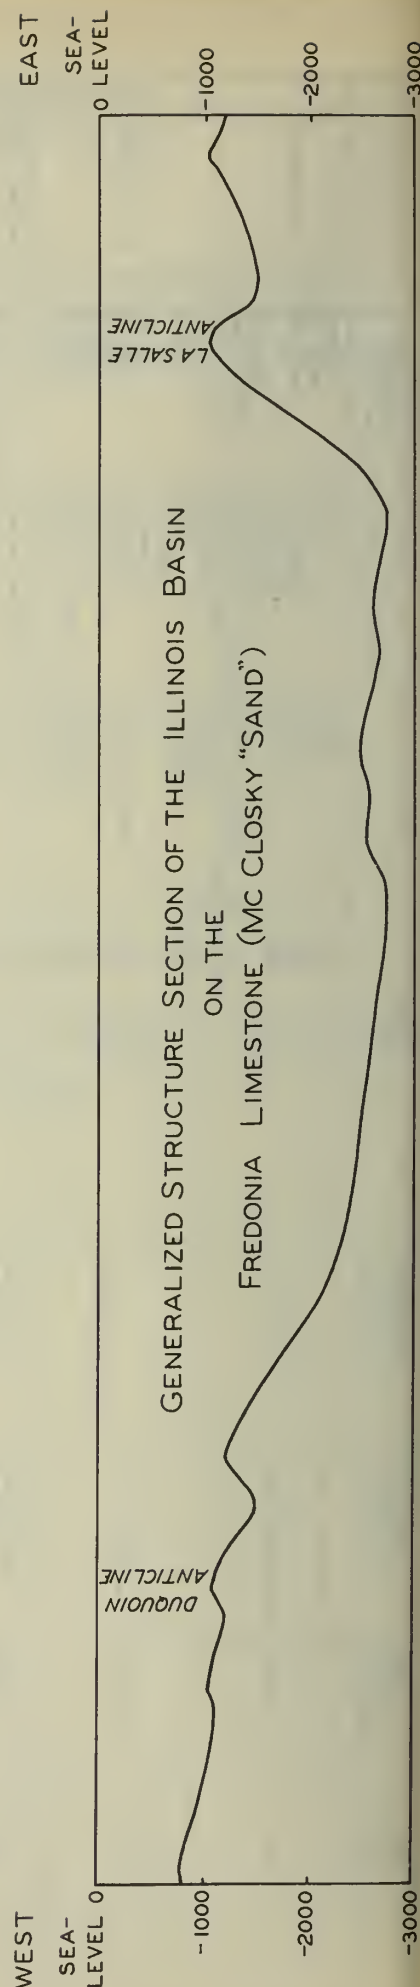 WEST
SEA-
LEVEL
0
-1000
-2000
-3000
DUQUOIN
ANTICLINE
GENERALIZED STRUCTURE SECTION OF THE ILLINOIS BASIN
ON THE
FREDONIA LIMESTONE (MC CLOSKY "SAND")
LA SALLE
ANTICLINE
EAST
SEA-
LEVEL
0
-1000
-2000
-3000